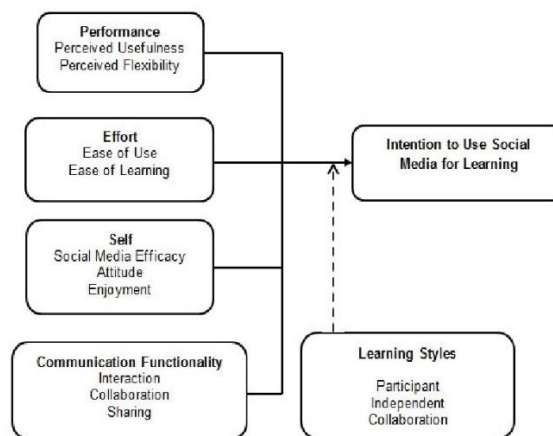 Performance
Perceived Usefulness
Perceived Flexibility
Effort
Ease of Use
Ease of Learning
Intention to Use Social
Media for Learning
Self
Social Media Efficacy
Attitude
Enjoyment
Communication Functionality
Interaction
Collaboration
Sharing
Learning Styles
Participant
Independent
Collaboration